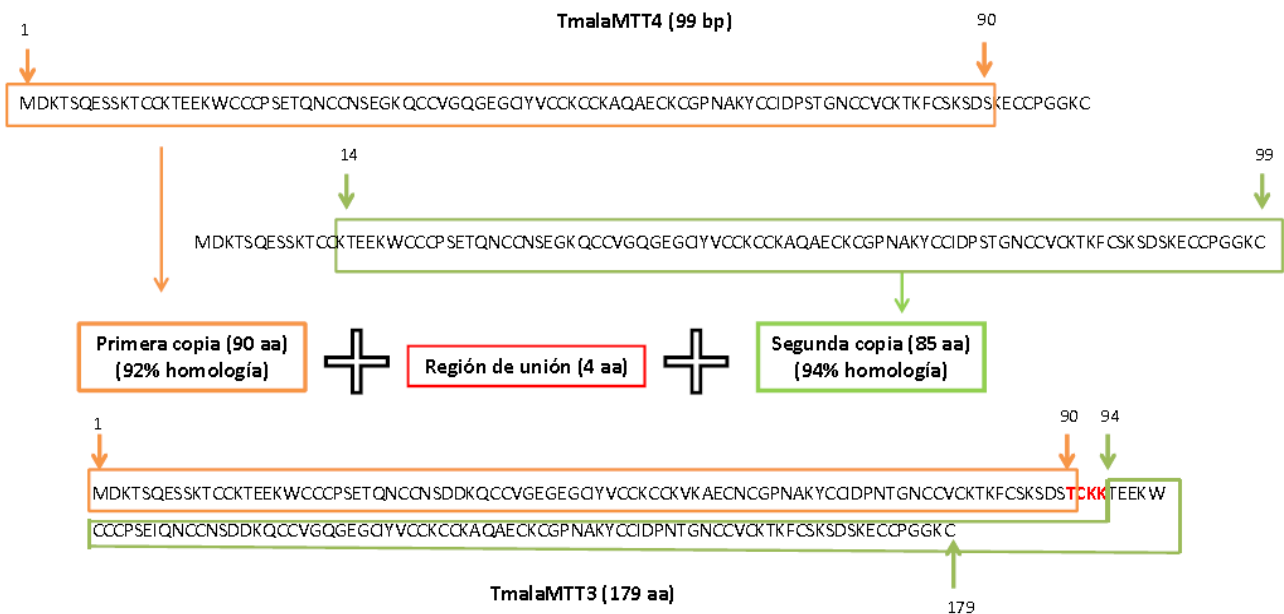 TmalaMTT4 (99 bp)
1
90
MDKTSQESSKTCCKTEEKWCCCPSETQNCCNSEGKQCCVGQGEGCIYVCCKCCKAQAECKCGPNAKYCCIDPSTGNCCVCKTKFCSKSDSKECCPGGKC
14
99
MDKTSQESSKTCCKTEEKWCCCPSETQNCCNSEGKQCCVGQGEGCIYVCCKCCKAQAECKCGPNAKYCCIDPSTGNCCVCKTKFCSKSDSKECCPGGKC
Primera copia (90 aa)
(92% homología)
Región de unión (4 aa)
Segunda copia (85 aa)
(94% homología)
1
90
94
MDKTSQESSKTCCKTEEKWCCCPSETQNCCNSDDKQCCVGEGEGCIYVCCKCCKVKAECNCGPNAKYCCIDPNTGNCCVCKTKFCSKSDSTCKKTEEKW
CCCPSEIQNCCNSDDKQCCVGQGEGCIYVCCKCCKAQAECKCGPNAKYCCIDPNTGNCCVCKTKFCSKSDSKECCPGGKC
TmalaMTT3 (179 aa)
179